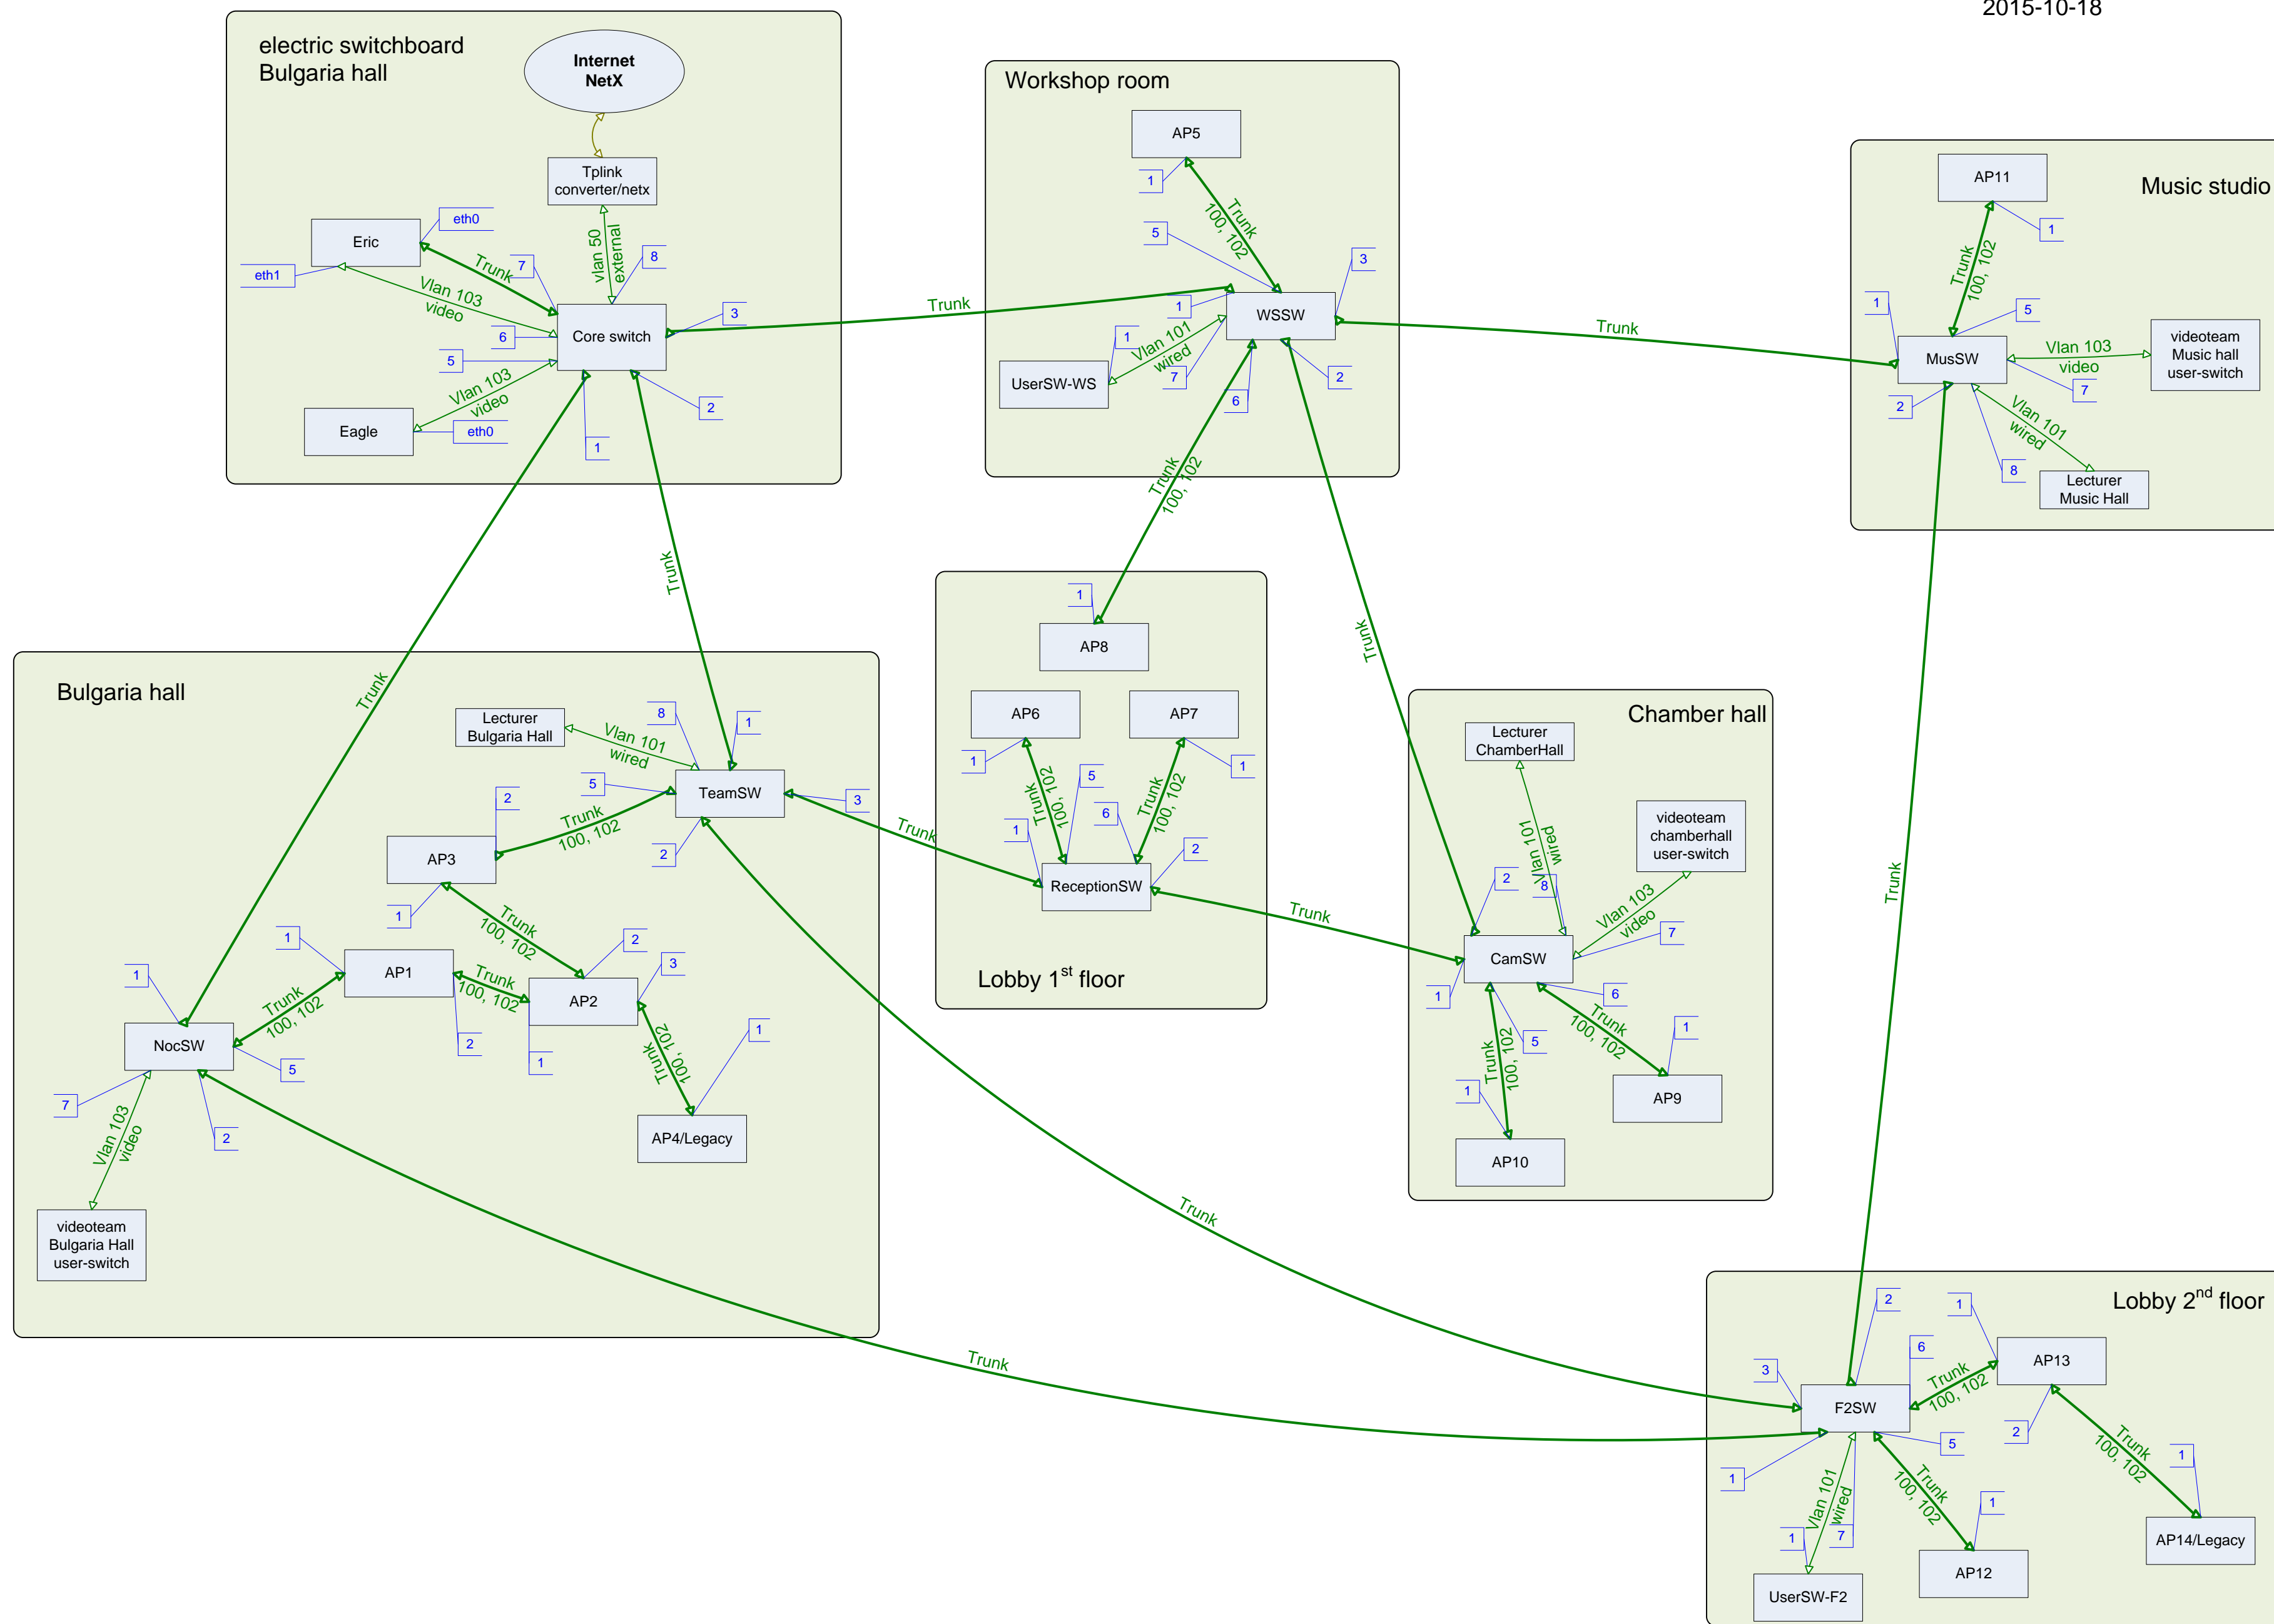 2015-10-18
electric switchboard
Bulgaria hall
Internet
NetX
Tplink
converter/netx
vlan 50
external
Eric
eth0
eth1
Trunk
7
8
Vlan 103
video
Core switch
3
6
5
Vlan 103
video
Eagle
eth0
1
2
Trunk
Trunk
Trunk
Workshop room
AP5
1
Trunk
100, 102
5
3
1
WSSW
Vlan 101
wired
1
UserSW-WS
7
6
2
Trunk
100, 102
Trunk
Trunk
Music studio
AP11
1
Trunk
100, 102
1
5
MusSW
Vlan 103
video
videoteam
Music hall
user-switch
7
2
Vlan 101
wired
8
Lecturer
Music Hall
Trunk
Bulgaria hall
Lecturer
Bulgaria Hall
Vlan 101
wired
8
1
5
TeamSW
3
2
2
Trunk
100, 102
AP3
1
Trunk
100, 102
1
AP1
2
Trunk
100, 102
2
3
AP2
1
Trunk
100, 102
1
AP4/Legacy
1
Trunk
100, 102
NocSW
5
7
2
Vlan 103
video
videoteam
Bulgaria Hall
user-switch
Trunk
Trunk
Trunk
Lobby 1st floor
1
AP8
AP6
AP7
1
1
Trunk
100, 102
5
6
Trunk
100, 102
1
2
ReceptionSW
Trunk
Chamber hall
Lecturer
ChamberHall
Vlan 101
wired
videoteam
chamberhall
user-switch
2
8
Vlan 103
video
7
CamSW
1
6
5
Trunk
100, 102
Trunk
100, 102
1
AP9
1
AP10
Lobby 2nd floor
2
1
6
3
AP13
F2SW
Trunk
100, 102
2
5
1
Trunk
100, 102
1
AP14/Legacy
Vlan 101
wired
7
1
Trunk
100, 102
1
AP12
UserSW-F2